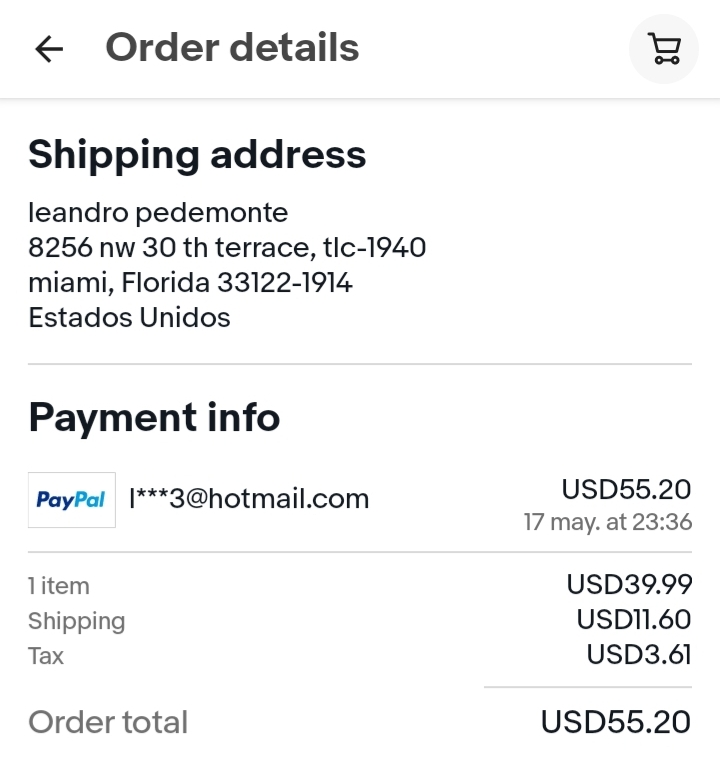 Order details
Shipping address
leandro pedemonte
8256 nw 30 th terrace, tlc-1940
miami, Florida 33122-1914
Estados Unidos
Payment info
PayPal l***3@hotmail.com USD55.20
17 may. at 23:36
1 item USD39.99
Shipping USD11.60
Tax USD3.61
Order total USD55.20